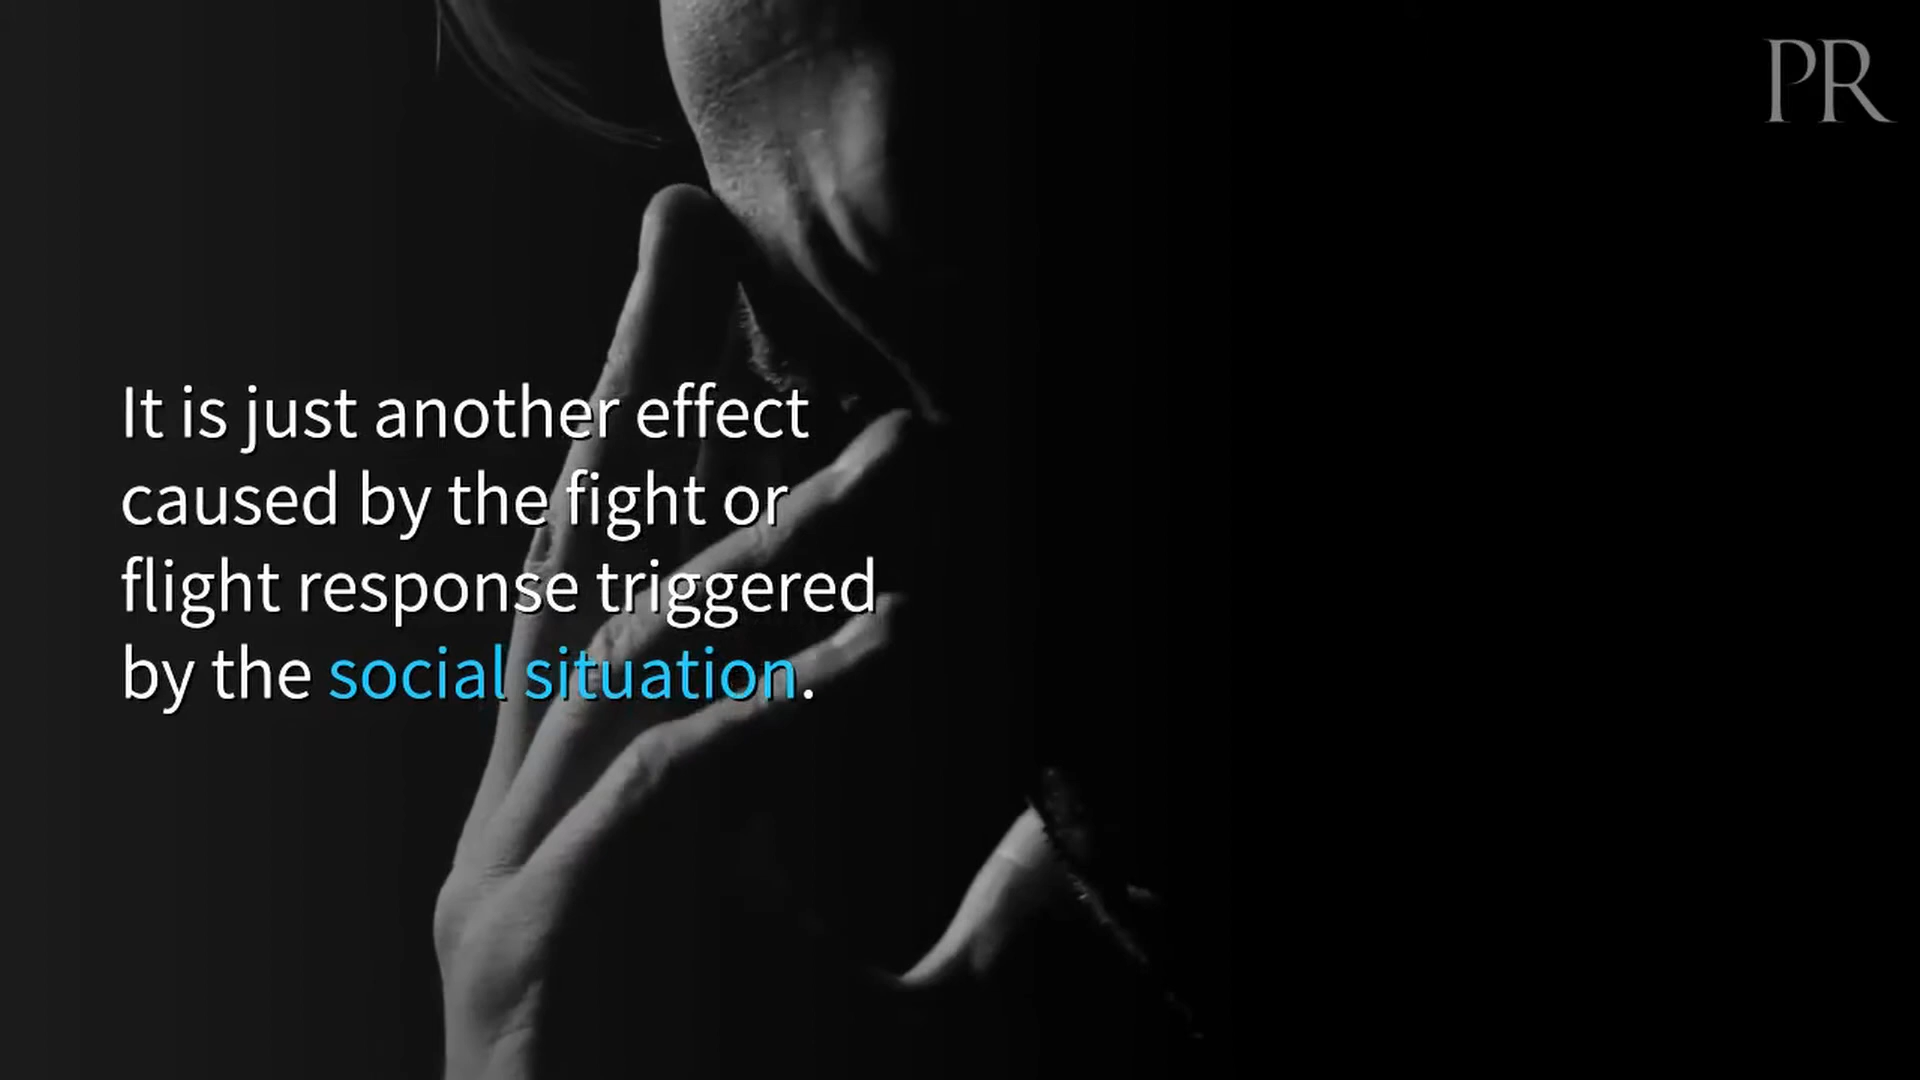 PR
It is just another effect
caused by the fight or
flight response triggered
by the social situation.